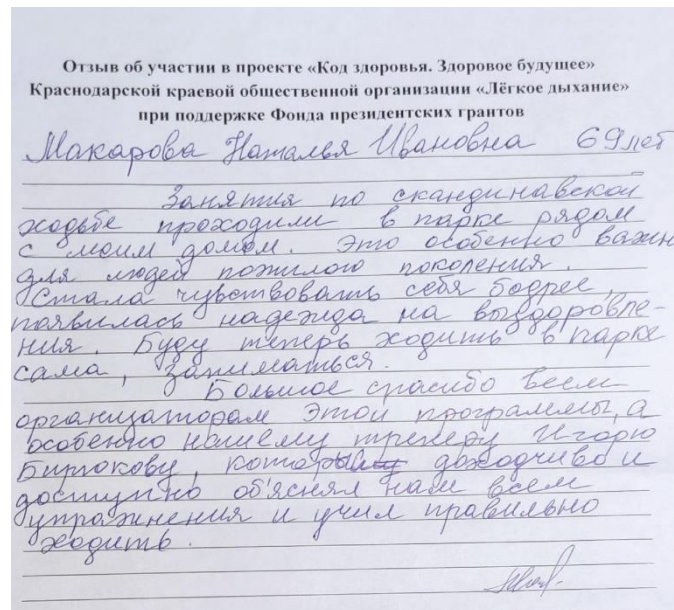 Отзыв об участии в проекте «Код здоровья. Здоровое будущее»
Краснодарской краевой общественной организации «Лёгкое дыхание»
при поддержке Фонда президентских грантов
Макарова Наталья Ивановна 69 лет
Занятия по скандинавской
ходьбе проходили в парке рядом
с моим домом. Это особенно важн
для людей пожилого поколения.
Стала чувствовать себя бодрее,
появилась надежда на выздоровле-
ния. Буду теперь ходить в парке
сама, заниматься.
Большое спасибо всем
организаторам этой программы, а
особенно нашему тренеру Игорю
Бирюкову, который доходчиво и
доступно об'яснял нам всем
упражнения и учил правильно
ходить.